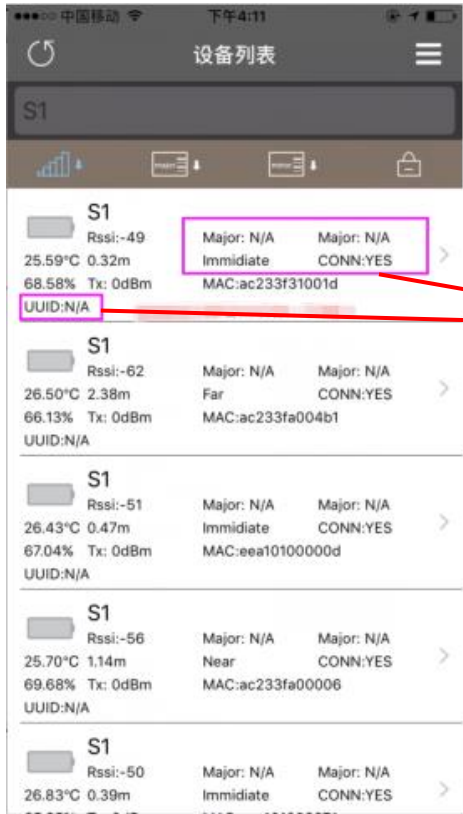 中国移动 下午4:11
设备列表
S1
S1
Rssi:-49 Major: N/A Major: N/A
25.59°C 0.32m Immidiate CONN:YES
68.58% Tx: 0dBm MAC:ac233f31001d
UUID:N/A
S1
Rssi:-62 Major: N/A Major: N/A
26.50°C 2.38m Far CONN:YES
66.13% Tx: 0dBm MAC:ac233fa004b1
UUID:N/A
S1
Rssi:-51 Major: N/A Major: N/A
26.43°C 0.47m Immidiate CONN:YES
67.04% Tx: 0dBm MAC:eea10100000d
UUID:N/A
S1
Rssi:-56 Major: N/A Major: N/A
25.70°C 1.14m Near CONN:YES
69.68% Tx: 0dBm MAC:ac233fa00006
UUID:N/A
S1
Rssi:-50 Major: N/A Major: N/A
26.83°C 0.39m Immidiate CONN:YES